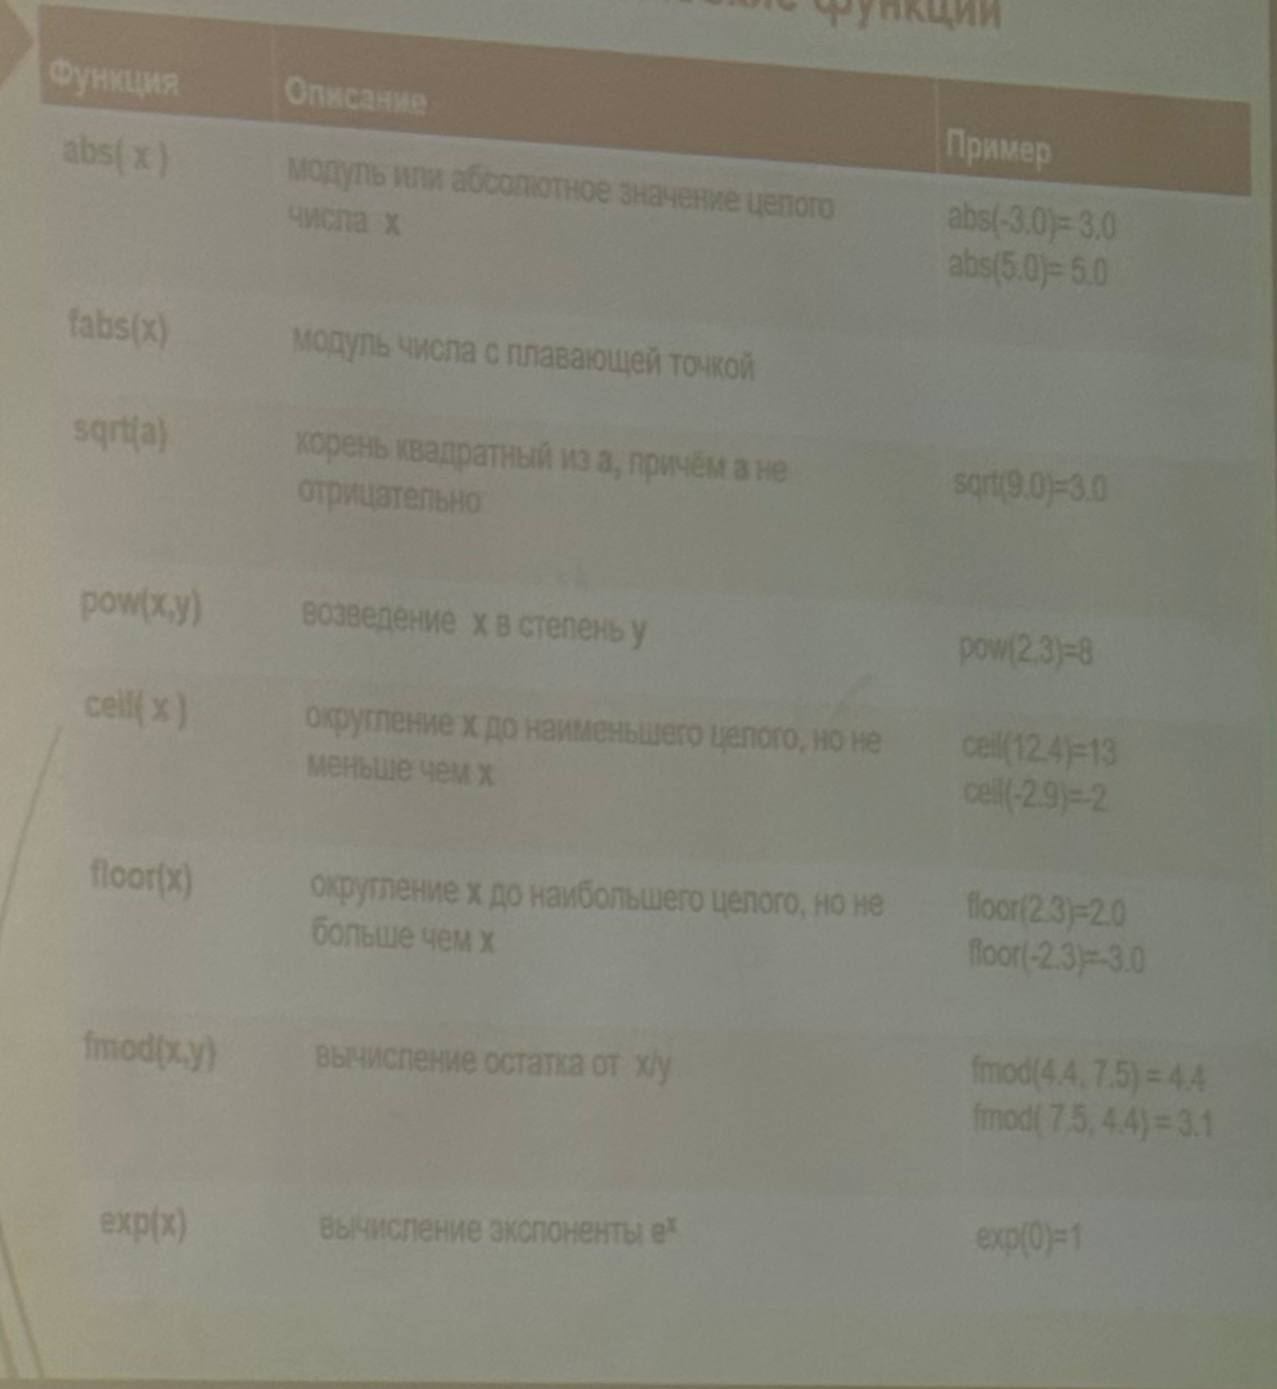 функции
Функция Описание Пример
abs( x ) модуль или абсолютное значение целого
числа x
abs(-3.0)= 3.0
abs(5.0)= 5.0
fabs(x) модуль числа с плавающей точкой
sqrt(a) корень квадратный из а, причём а не
отрицательно
sqrt(9.0)=3.0
pow(x,y) возведение x в степень y pow(2,3)=8
ceil( x ) округление x до наименьшего целого, но не
меньше чем x
ceil(12.4)=13
ceil(-2.9)=-2
floor(x) округление x до наибольшего целого, но не
больше чем x
floor(2.3)=2.0
floor(-2.3)=-3.0
fmod(x,y) вычисление остатка от x/y
fmod(4.4, 7.5) = 4.4
fmod( 7.5, 4.4) = 3.1
exp(x) вычисление экспоненты eˣ exp(0)=1